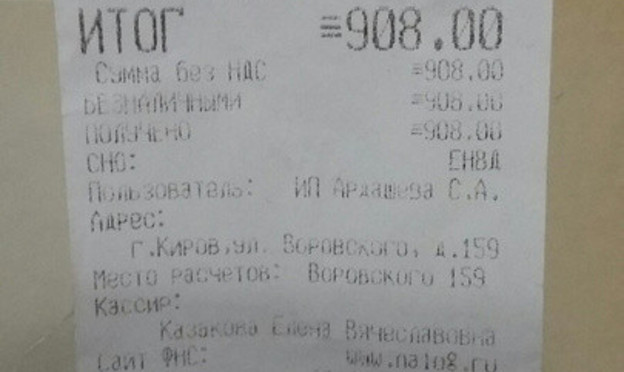 ИТОГ =908.00
Сумма без НДС =908.00
БЕЗНАЛИЧНЫМИ =908.00
ПОЛУЧЕНО =908.00
СНО: ЕНВД
Пользователь: ИП Ардашева С.А.
Адрес:
г.Киров,ул. Воровского, д.159
Место расчетов: Воровского 159
Кассир:
Казакова Елена Вячеславовна
Сайт ФНС: www.nalog.ru